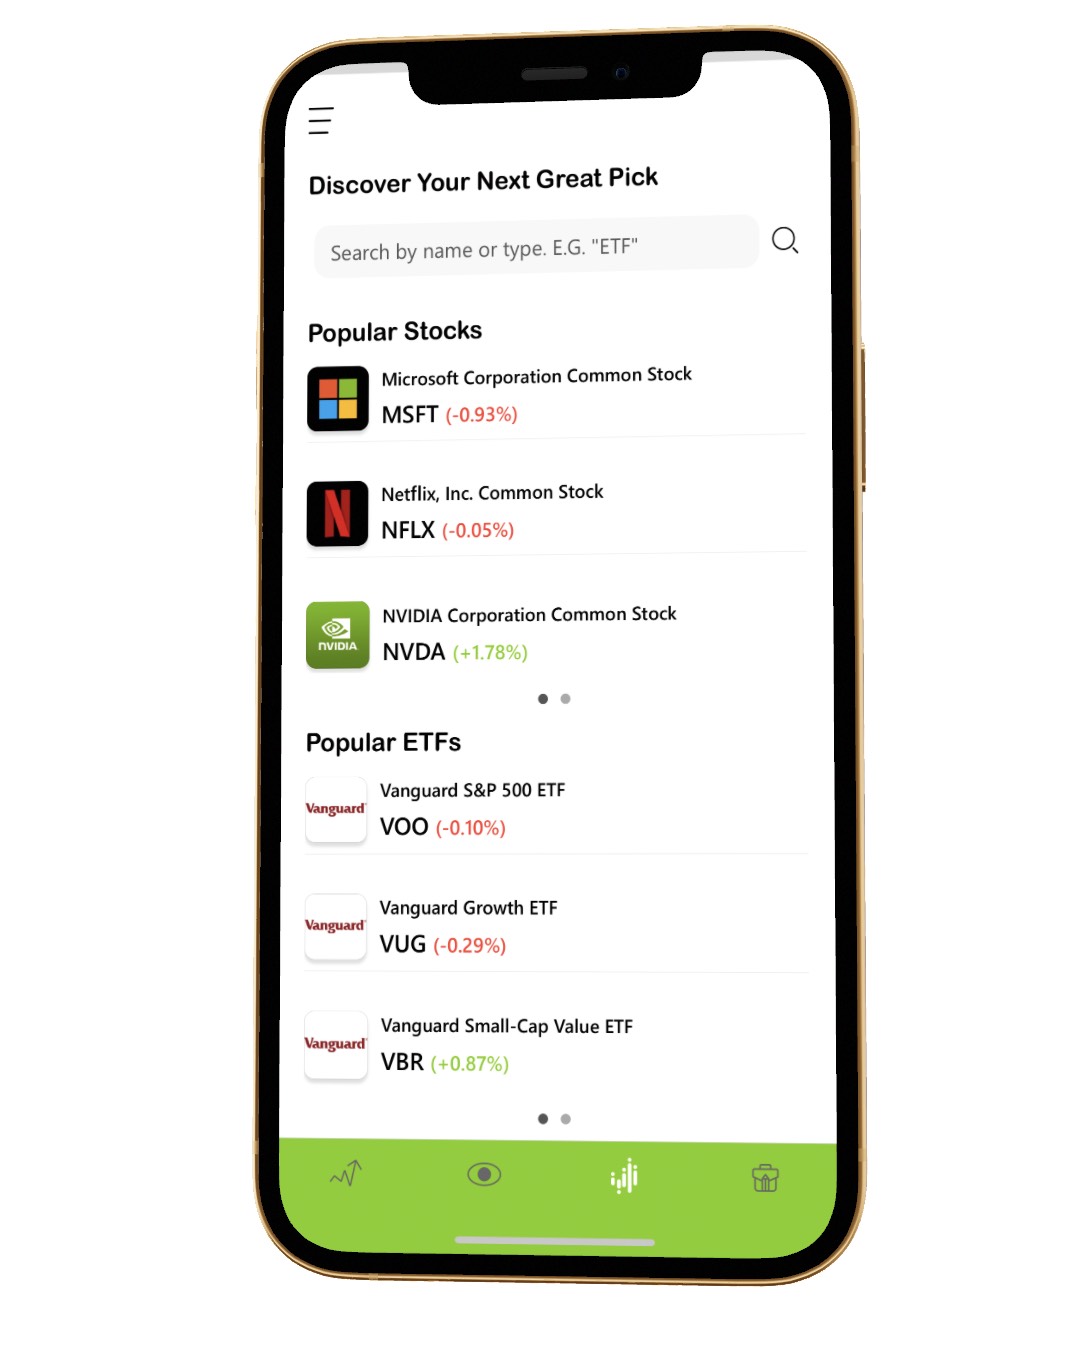 Discover Your Next Great Pick
Search by name or type. E.G. "ETF"
Popular Stocks
Microsoft Corporation Common Stock
MSFT (-0.93%)
Netflix, Inc. Common Stock
N
NFLX (-0.05%)
NVIDIA Corporation Common Stock
NVIDIA
NVDA (+1.78%)
Popular ETFs
Vanguard S&P 500 ETF
Vanguard
VOO (-0.10%)
Vanguard Growth ETF
Vanguard
VUG (-0.29%)
Vanguard Small-Cap Value ETF
Vanguard
VBR (+0.87%)